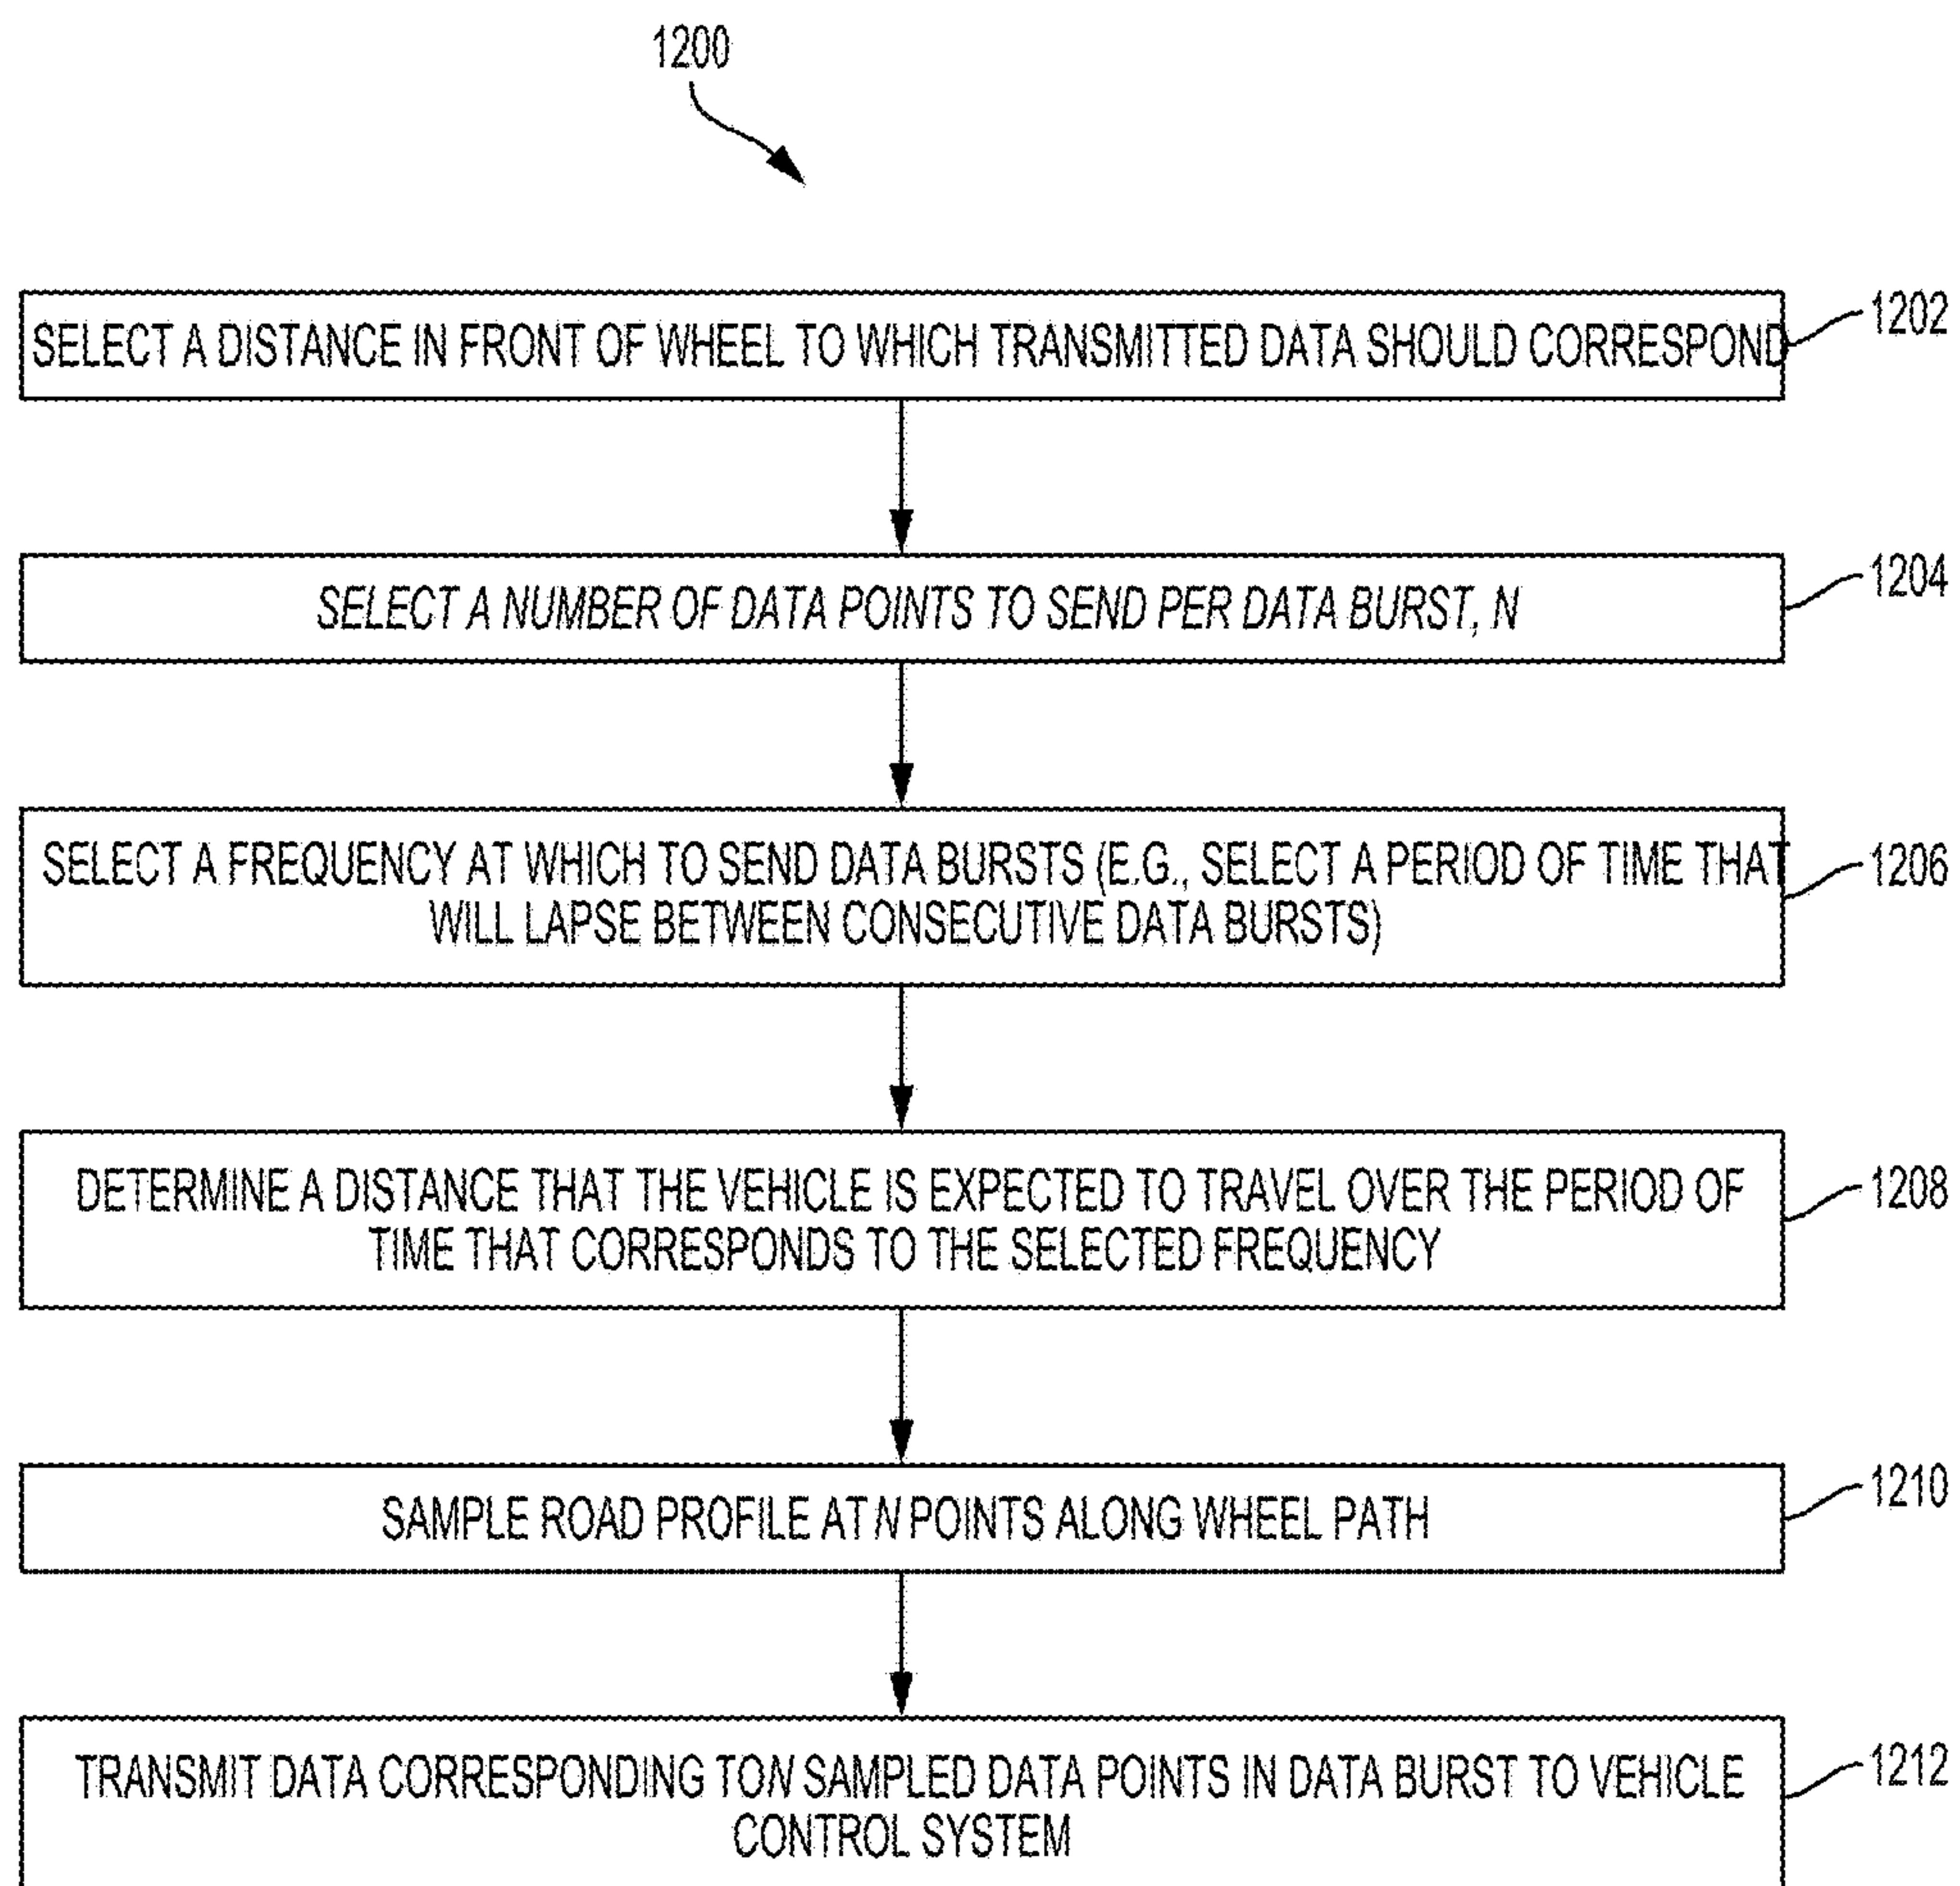 1200
SELECT A DISTANCE IN FRONT OF WHEEL TO WHICH TRANSMITTED DATA SHOULD CORRESPOND
1202
SELECT A NUMBER OF DATA POINTS TO SEND PER DATA BURST, N
1204
SELECT A FREQUENCY AT WHICH TO SEND DATA BURSTS (E.G., SELECT A PERIOD OF TIME THAT
WILL LAPSE BETWEEN CONSECUTIVE DATA BURSTS)
1206
DETERMINE A DISTANCE THAT THE VEHICLE IS EXPECTED TO TRAVEL OVER THE PERIOD OF
TIME THAT CORRESPONDS TO THE SELECTED FREQUENCY
1208
SAMPLE ROAD PROFILE AT N POINTS ALONG WHEEL PATH
1210
TRANSMIT DATA CORRESPONDING TON SAMPLED DATA POINTS IN DATA BURST TO VEHICLE
CONTROL SYSTEM
1212